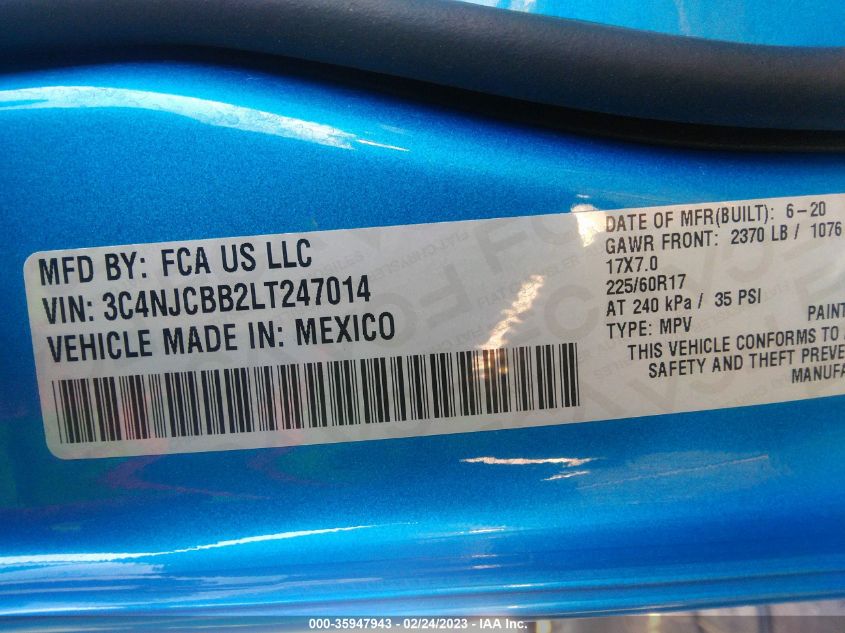 MFD BY: FCA US LLC
VIN: 3C4NJCBB2LT247014
VEHICLE MADE IN: MEXICO
DATE OF MFR(BUILT): 6-20
GAWR FRONT: 2370 LB / 1076
17X7.0
225/60R17
AT 240 kPa / 35 PSI
TYPE: MPV
PAINT
THIS VEHICLE CONFORMS TO
SAFETY AND THEFT PREVE
MANUFA
000-35947943 / 02/24/2023 - IAA Inc.